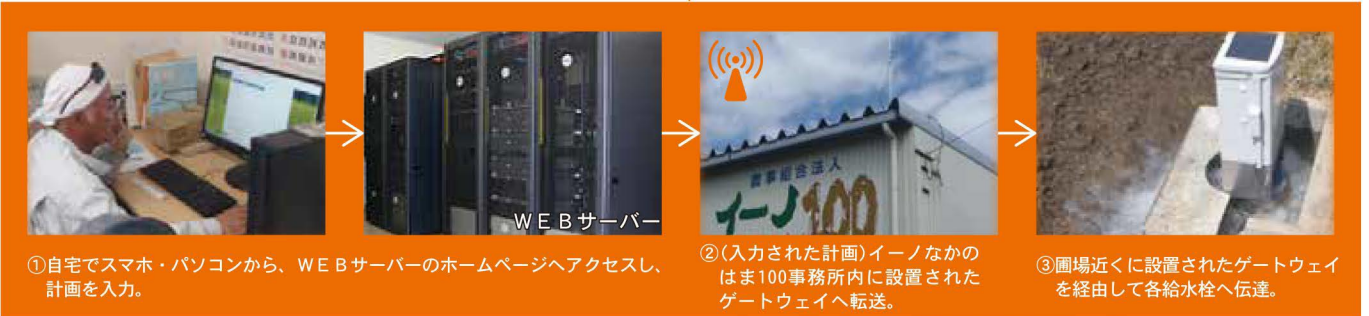 WEBサーバー
農事組合法人
イーノ100
①自宅でスマホ・パソコンから、WEBサーバーのホームページへアクセスし、
計画を入力。
②(入力された計画)イーノなかの
はま100事務所内に設置された
ゲートウェイへ転送。
③圃場近くに設置されたゲートウェイ
を経由して各給水栓へ伝達。